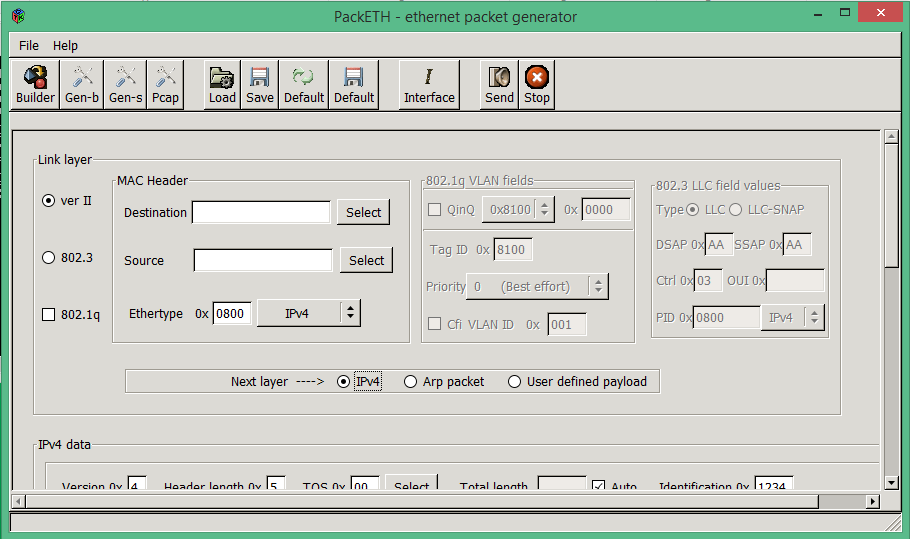 PackETH - ethernet packet generator
File Help
Builder Gen-b Gen-s Pcap Load Save Default Default Interface Send Stop
Link layer
ver II
802.3
802.1q
MAC Header
Destination Select
Source Select
Ethertype 0x 0800 IPv4
802.1q VLAN fields
QinQ 0x8100 0x 0000
Tag ID 0x 8100
Priority 0 (Best effort)
Cfi VLAN ID 0x 001
802.3 LLC field values
Type LLC LLC-SNAP
DSAP 0x AA SSAP 0x AA
Ctrl 0x 03 OUI 0x
PID 0x 0800 IPv4
Next layer ----> IPv4 Arp packet User defined payload
IPv4 data
Version 0x 4 Header length 0x 5 TOS 0x 00 Select Total length Auto Identification 0x 1234